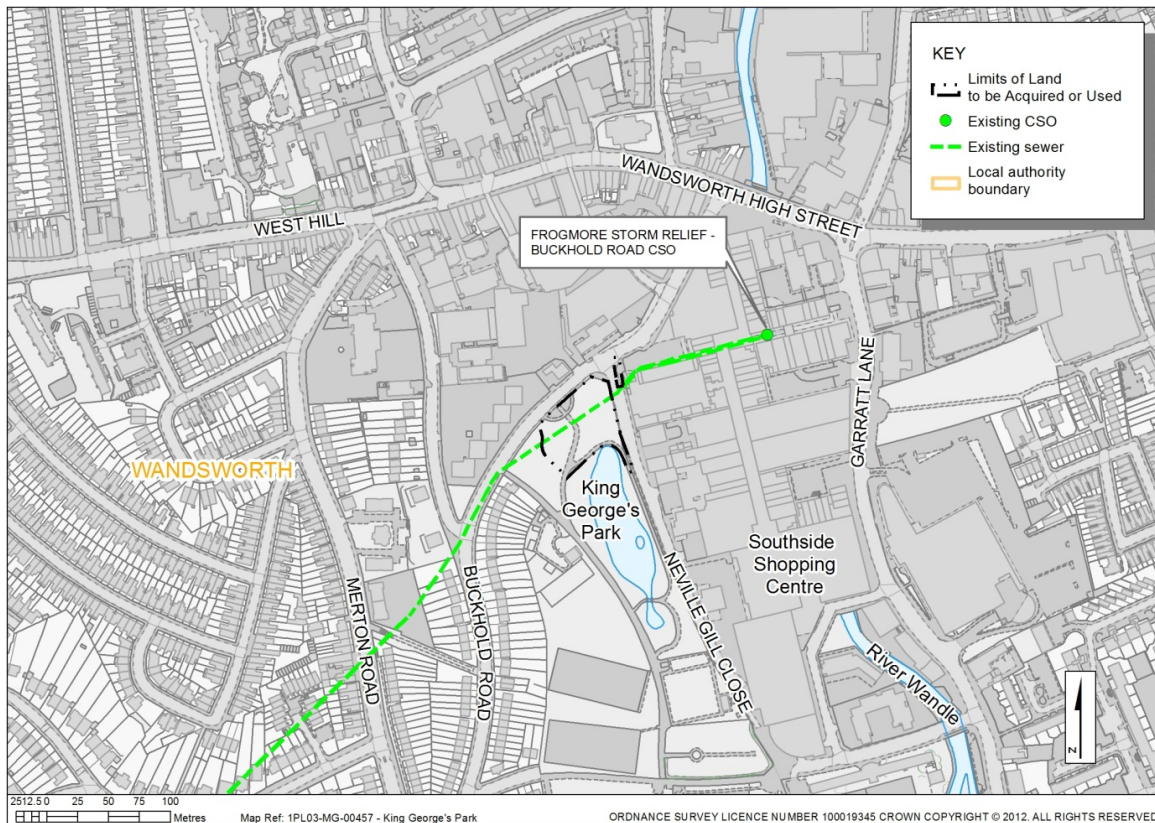 KEY
Limits of Land
to be Acquired or Used
Existing CSO
Existing sewer
Local authority
boundary
WANDSWORTH HIGH STREET
WEST HILL
FROGMORE STORM RELIEF -
BUCKHOLD ROAD CSO
GARRATT LANE
WANDSWORTH
King
George's
Park
Southside
Shopping
Centre
MERTON ROAD
BUCKHOLD ROAD
NEVILLE GILL CLOSE
River Wandle
N
25 12.5 0 25 50 75 100
Metres
Map Ref: 1PL03-MG-00457 - King George's Park
ORDNANCE SURVEY LICENCE NUMBER 100019345 CROWN COPYRIGHT © 2012. ALL RIGHTS RESERVED